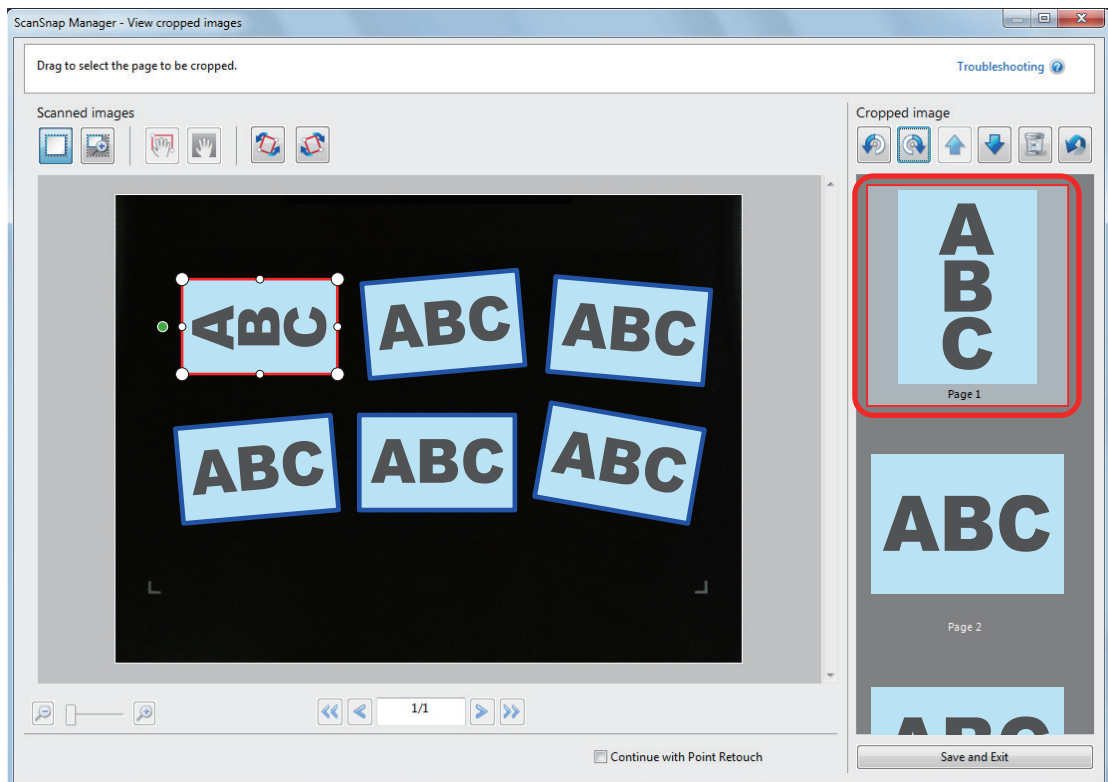 ScanSnap Manager - View cropped images
Drag to select the page to be cropped.
Troubleshooting
Scanned images
Cropped image
ABC
ABC
ABC
ABC
ABC
ABC
1/1
Continue with Point Retouch
A
B
C
Page 1
ABC
Page 2
ABC
Save and Exit